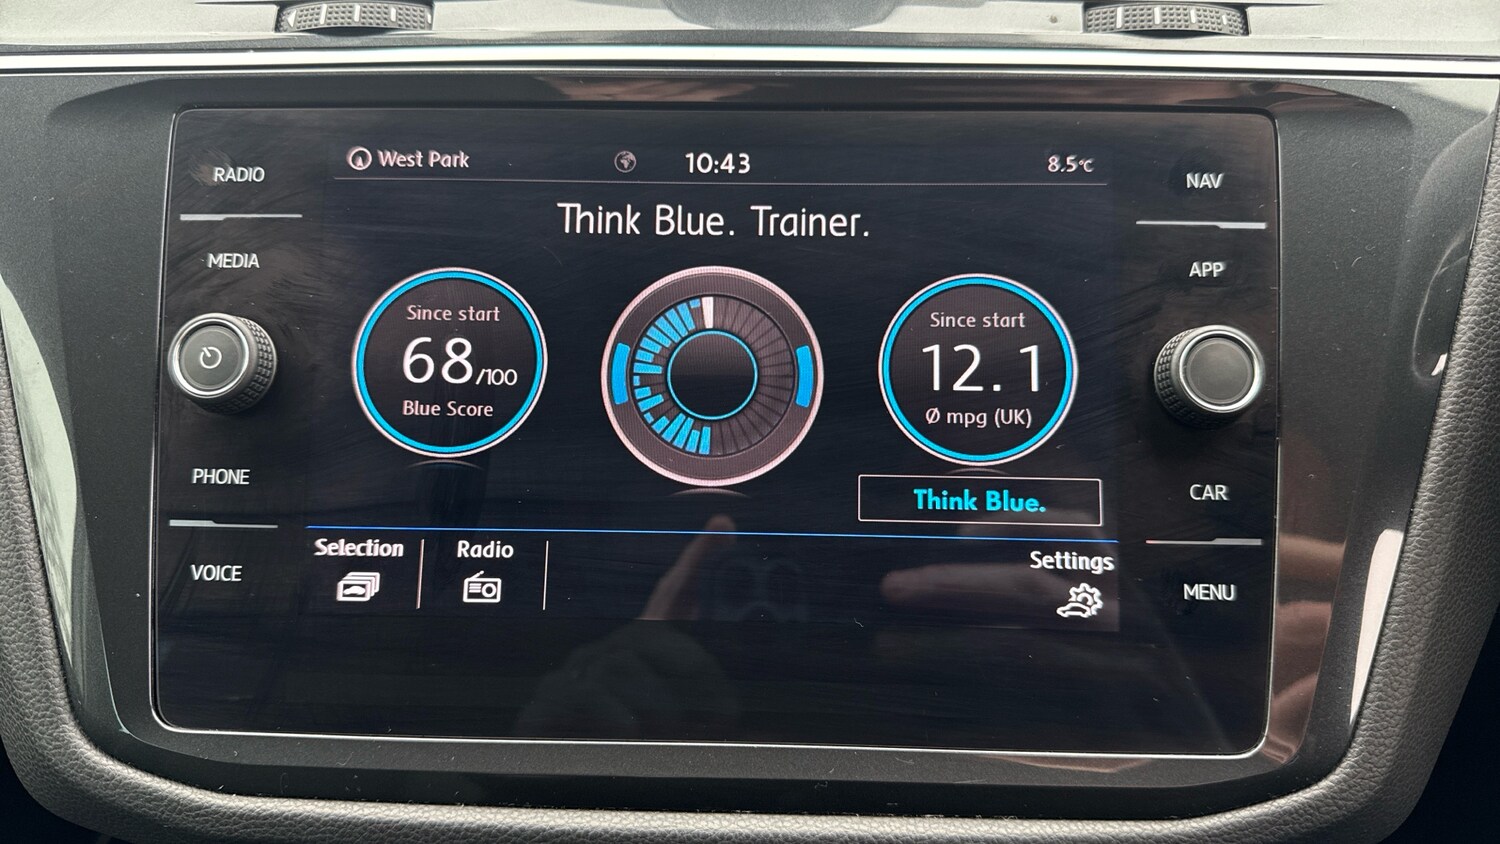 RADIO
MEDIA
PHONE
VOICE
West Park
10:43
8.5°C
Think Blue. Trainer.
Since start
68/100
Blue Score
Since start
12.1
Ø mpg (UK)
Think Blue.
Selection
Radio
Settings
NAV
APP
CAR
MENU